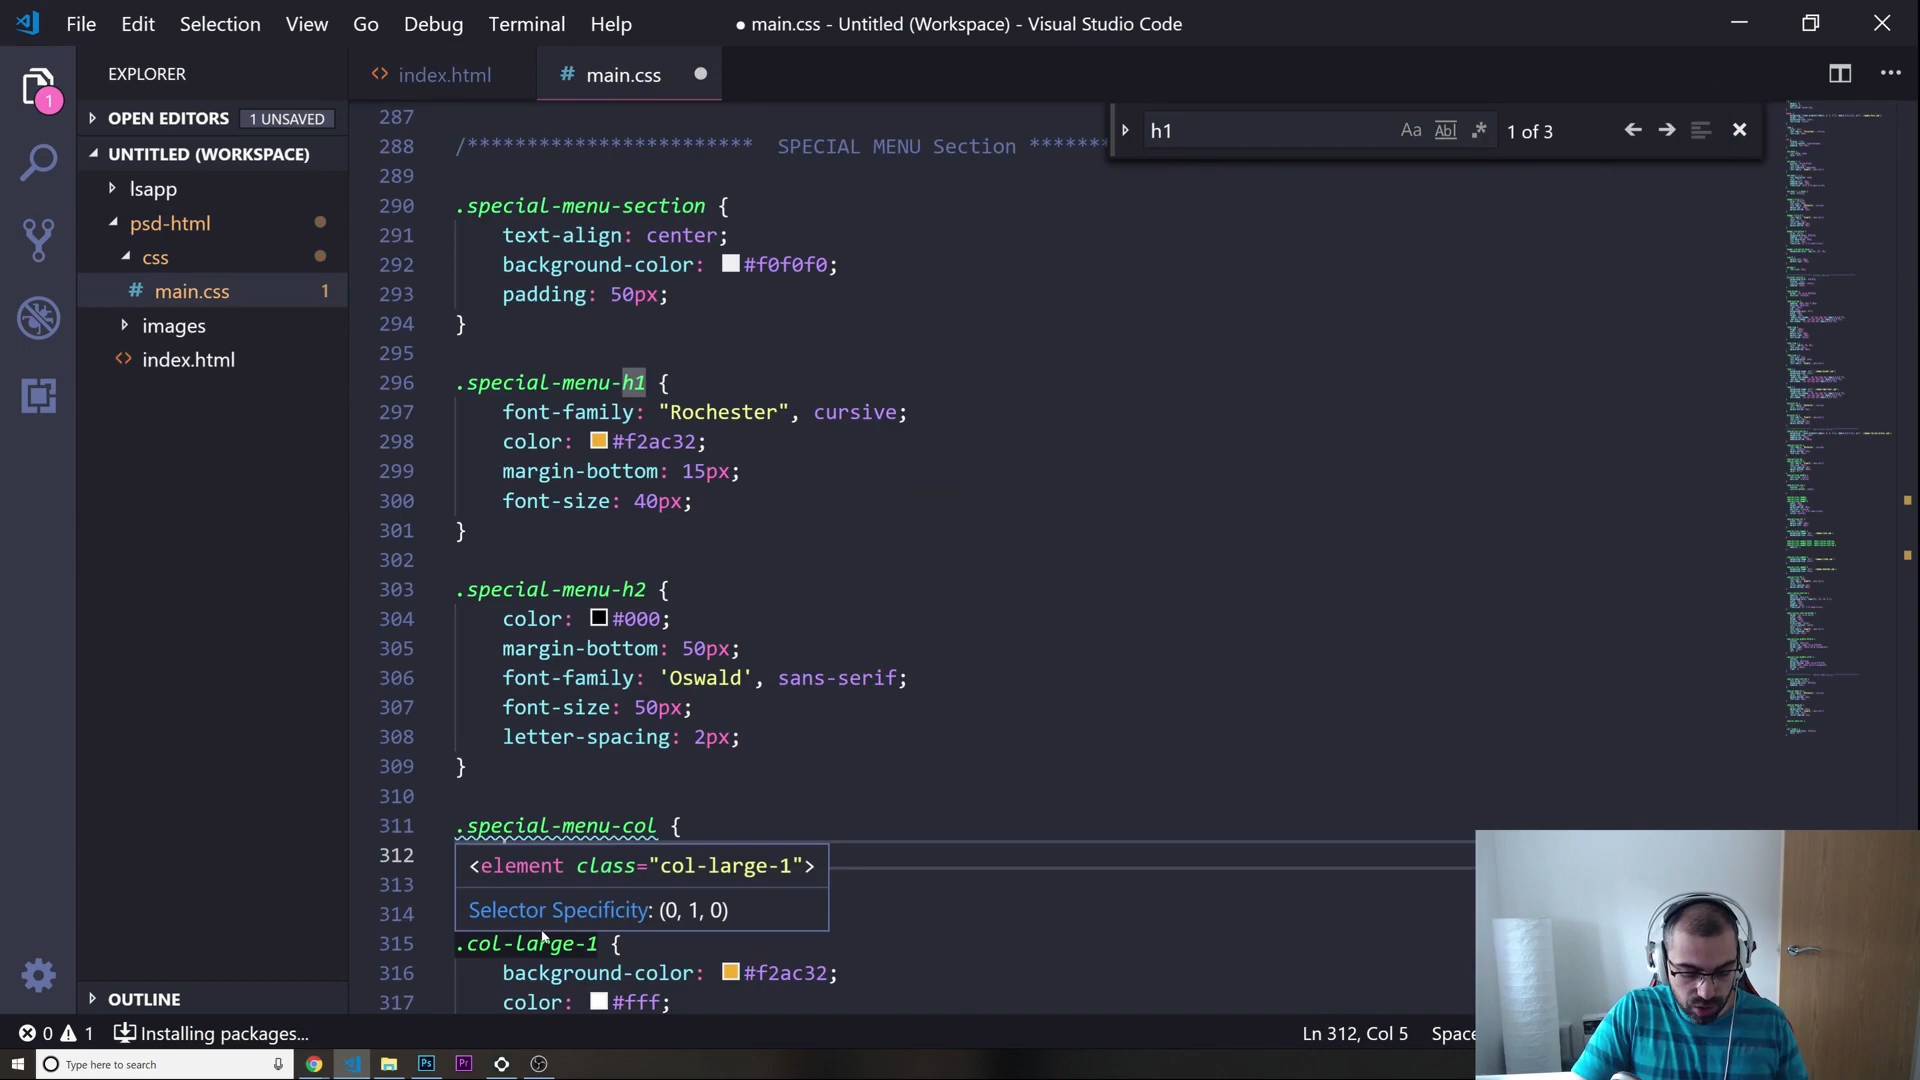 File Edit Selection View Go Debug Terminal Help
● main.css - Untitled (Workspace) - Visual Studio Code
EXPLORER
1
OPEN EDITORS 1 UNSAVED
UNTITLED (WORKSPACE)
lsapp
psd-html
css
# main.css 1
images
<> index.html
OUTLINE
<> index.html
# main.css
h1
Aa Abl .* 1 of 3
287
288 /************************ SPECIAL MENU Section *******
289
290 .special-menu-section {
291 text-align: center;
292 background-color: #f0f0f0;
293 padding: 50px;
294 }
295
296 .special-menu-h1 {
297 font-family: "Rochester", cursive;
298 color: #f2ac32;
299 margin-bottom: 15px;
300 font-size: 40px;
301 }
302
303 .special-menu-h2 {
304 color: #000;
305 margin-bottom: 50px;
306 font-family: 'Oswald', sans-serif;
307 font-size: 50px;
308 letter-spacing: 2px;
309 }
310
311 .special-menu-col {
312
313
314
<element class="col-large-1">
Selector Specificity: (0, 1, 0)
315 .col-large-1 {
316 background-color: #f2ac32;
317 color: #fff;
0 1 Installing packages...
Ln 312, Col 5 Space
Type here to search
Ps
Pr